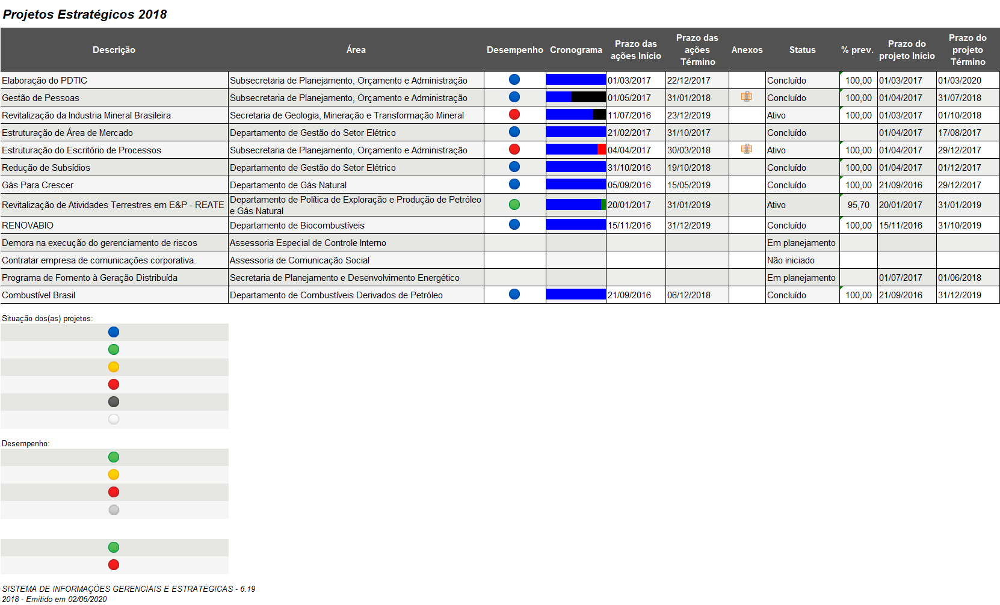 Projetos Estratégicos 2018
Descrição Área Desempenho Cronograma Prazo das ações Início Prazo das ações Término Anexos Status % prev. Prazo do projeto Início Prazo do projeto Término
Elaboração do PDTIC Subsecretaria de Planejamento, Orçamento e Administração 01/03/2017 22/12/2017 Concluído 100,00 01/03/2017 01/03/2020
Gestão de Pessoas Subsecretaria de Planejamento, Orçamento e Administração 01/05/2017 31/01/2018 Concluído 100,00 01/04/2017 31/07/2018
Revitalização da Industria Mineral Brasileira Secretaria de Geologia, Mineração e Transformação Mineral 11/07/2016 23/12/2019 Ativo 100,00 01/03/2017 01/10/2018
Estruturação de Área de Mercado Departamento de Gestão do Setor Elétrico 21/02/2017 31/10/2017 Concluído 01/04/2017 17/08/2017
Estruturação do Escritório de Processos Subsecretaria de Planejamento, Orçamento e Administração 04/04/2017 30/03/2018 Ativo 100,00 01/04/2017 29/12/2017
Redução de Subsídios Departamento de Gestão do Setor Elétrico 31/10/2016 19/10/2018 Concluído 100,00 01/04/2017 01/12/2017
Gás Para Crescer Departamento de Gás Natural 05/09/2016 15/05/2019 Concluído 100,00 21/09/2016 29/12/2017
Revitalização de Atividades Terrestres em E&P - REATE Departamento de Política de Exploração e Produção de Petróleo e Gás Natural 20/01/2017 31/01/2019 Ativo 95,70 20/01/2017 31/01/2019
RENOVABIO Departamento de Biocombustíveis 15/11/2016 31/12/2019 Concluído 100,00 15/11/2016 31/10/2019
Demora na execução do gerenciamento de riscos Assessoria Especial de Controle Interno Em planejamento
Contratar empresa de comunicações corporativa. Assessoria de Comunicação Social Não iniciado
Programa de Fomento à Geração Distribuída Secretaria de Planejamento e Desenvolvimento Energético Em planejamento 01/07/2017 01/06/2018
Combustível Brasil Departamento de Combustíveis Derivados de Petróleo 21/09/2016 06/12/2018 Concluído 100,00 21/09/2016 31/12/2019
Situação dos(as) projetos:
Desempenho:
SISTEMA DE INFORMAÇÕES GERENCIAIS E ESTRATÉGICAS - 6.19
2018 - Emitido em 02/06/2020